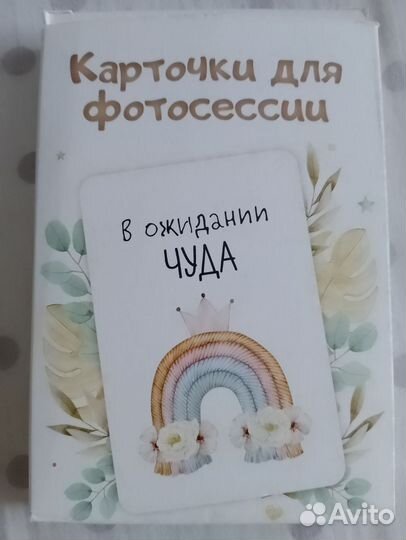 Карточки для
фотосессии
в ожидании
ЧУДА
Avito